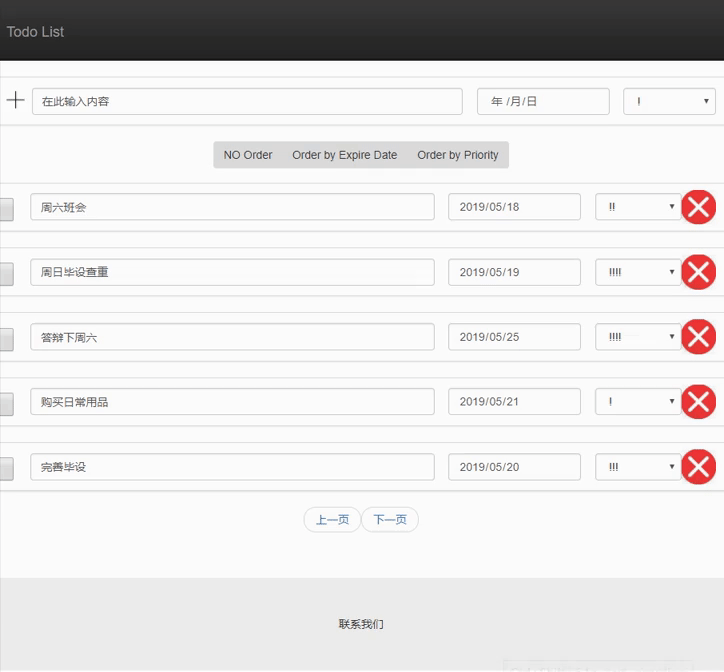 Todo List
在此输入内容 年 /月/日 !
NO Order Order by Expire Date Order by Priority
周六班会 2019/05/18 !!
周日毕设查重 2019/05/19 !!!!
答辩下周六 2019/05/25 !!!!
购买日常用品 2019/05/21 !
完善毕设 2019/05/20 !!!
上一页 下一页
联系我们